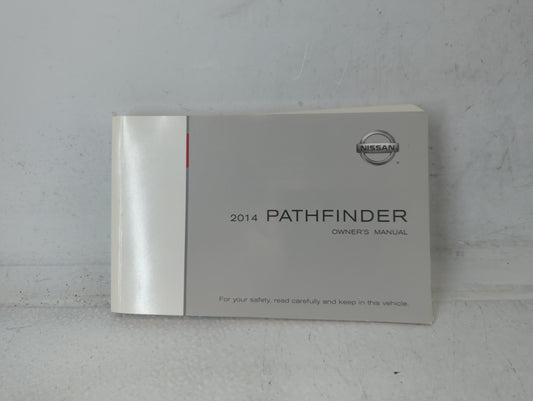 NISSAN
2014 PATHFINDER
OWNER'S MANUAL
For your safety, read carefully and keep in this vehicle.